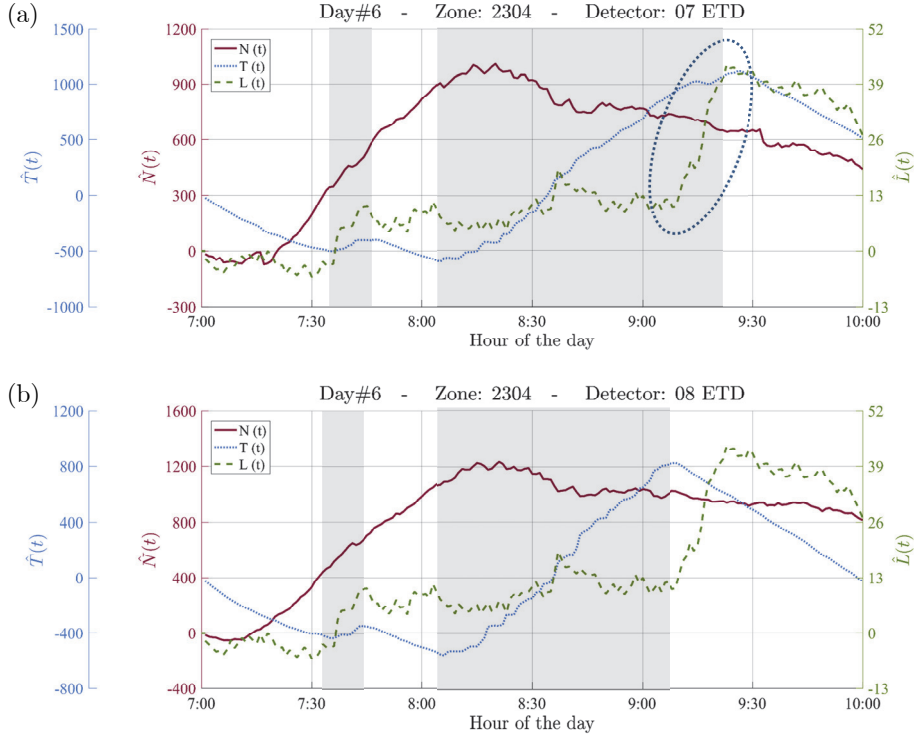 (a)
Day#6 - Zone: 2304 - Detector: 07 ETD
1500
1000
500
0
-500
-1000
T̂(t)
1200
900
600
300
0
-300
N̂(t)
N (t)
T (t)
L (t)
52
39
26
13
0
-13
L̂(t)
7:00 7:30 8:00 8:30 9:00 9:30 10:00
Hour of the day
(b)
Day#6 - Zone: 2304 - Detector: 08 ETD
1200
800
400
0
-400
-800
T̂(t)
1600
1200
800
400
0
-400
N̂(t)
N (t)
T (t)
L (t)
52
39
26
13
0
-13
L̂(t)
7:00 7:30 8:00 8:30 9:00 9:30 10:00
Hour of the day